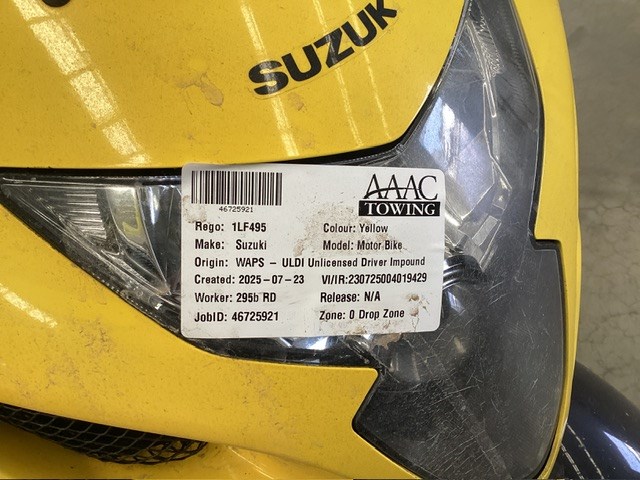 SUZUK
46725921
AAAC
TOWING
Rego: 1LF495 Colour: Yellow
Make: Suzuki Model: Motor Bike
Origin: WAPS - ULDI Unlicensed Driver Impound
Created: 2025-07-23 VI/IR:230725004019429
Worker: 295b RD Release: N/A
JobID: 46725921 Zone: 0 Drop Zone